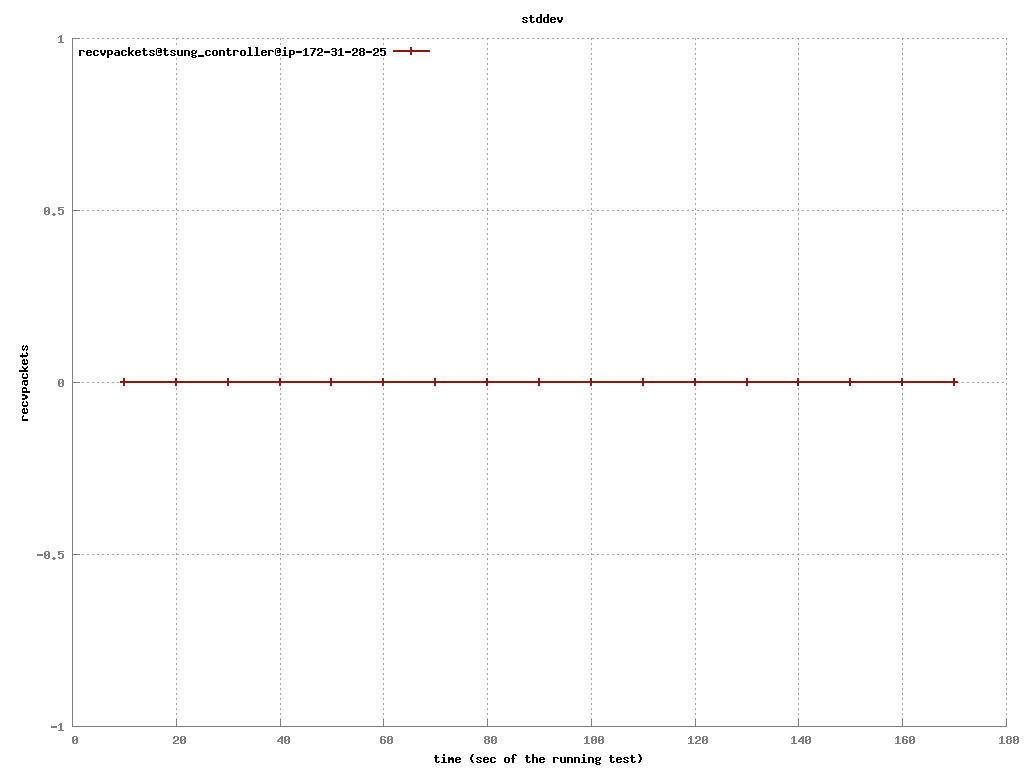 stddev
recvpackets@tsung_controller@ip-172-31-28-25
1
0.5
0
-0.5
-1
recvpackets
0 20 40 60 80 100 120 140 160 180
time (sec of the running test)